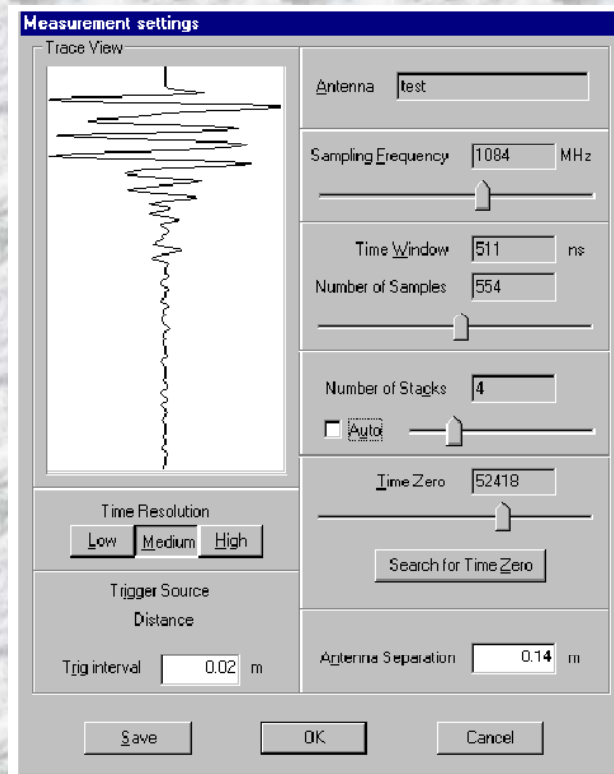 Measurement settings
Trace View
Antenna test
Sampling Frequency 1084 MHz
Time Window 511 ns
Number of Samples 554
Number of Stacks 4
Auto
Time Zero 52418
Search for Time Zero
Time Resolution
Low Medium High
Trigger Source
Distance
Trig interval 0.02 m
Antenna Separation 0.14 m
Save OK Cancel